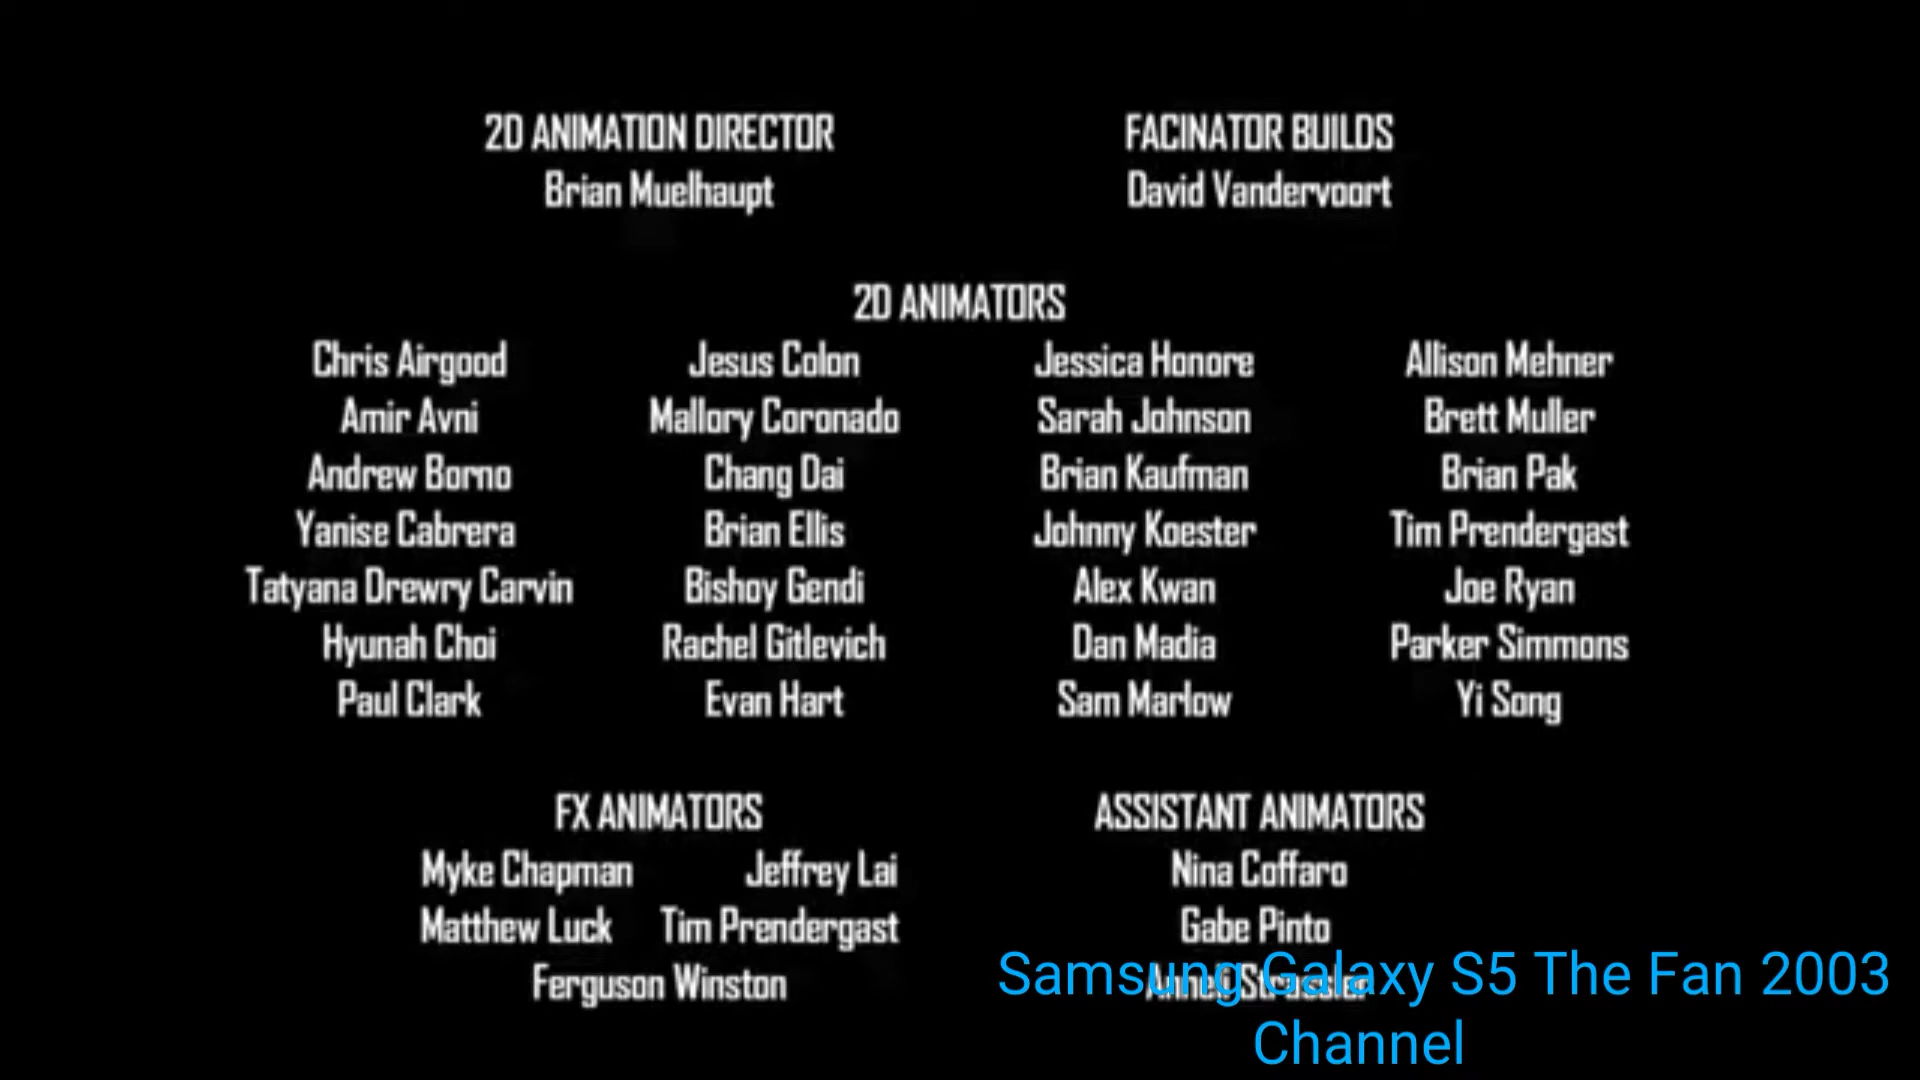 2D ANIMATION DIRECTOR
Brian Muelhaupt
FACINATOR BUILDS
David Vandervoort
2D ANIMATORS
Chris Airgood Jesus Colon Jessica Honore Allison Mehner
Amir Avni Mallory Coronado Sarah Johnson Brett Muller
Andrew Borno Chang Dai Brian Kaufman Brian Pak
Yanise Cabrera Brian Ellis Johnny Koester Tim Prendergast
Tatyana Drewry Carvin Bishoy Gendi Alex Kwan Joe Ryan
Hyunah Choi Rachel Gitlevich Dan Madia Parker Simmons
Paul Clark Evan Hart Sam Marlow Yi Song
FX ANIMATORS
Myke Chapman Jeffrey Lai
Matthew Luck Tim Prendergast
Ferguson Winston
ASSISTANT ANIMATORS
Nina Coffaro
Gabe Pinto
Samsung Galaxy S5 The Fan 2003
Channel